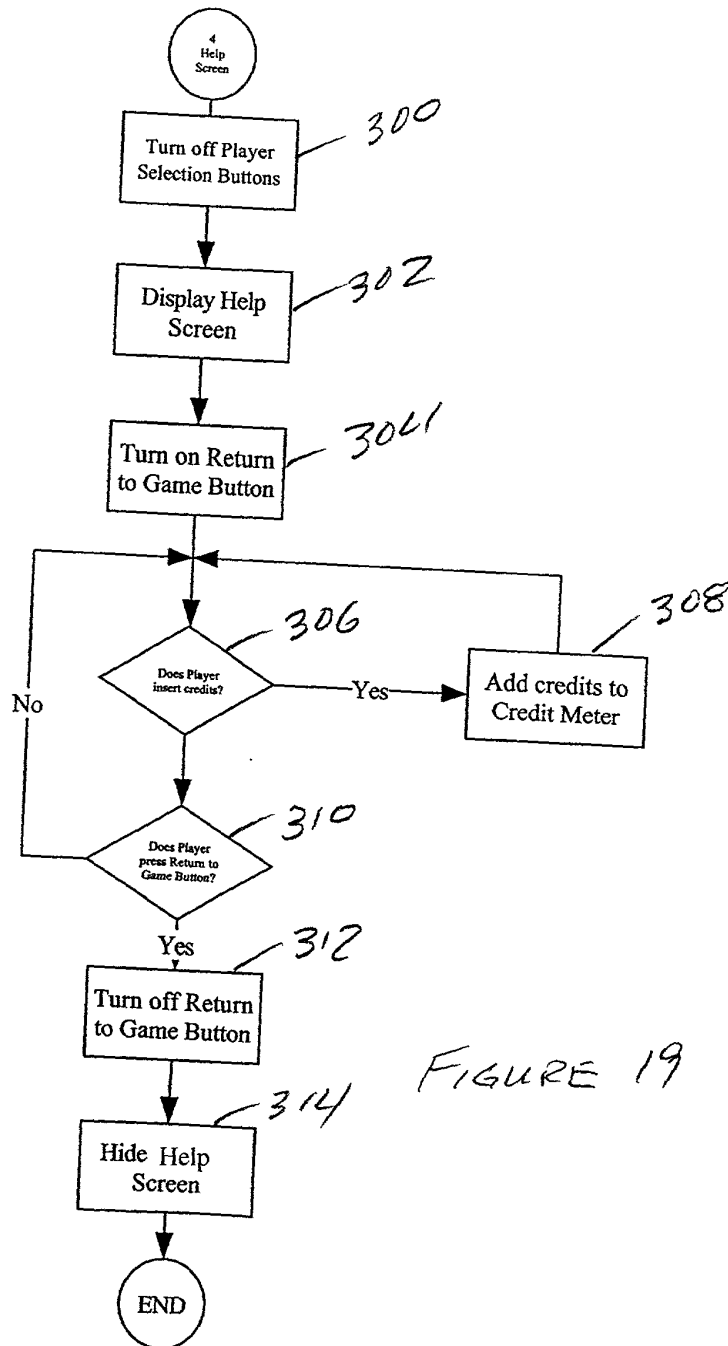 4
Help
Screen
Turn off Player
Selection Buttons
300
Display Help
Screen
302
Turn on Return
to Game Button
304
Does Player
insert credits?
306
Yes
Add credits to
Credit Meter
308
No
Does Player
press Return to
Game Button?
310
Yes
Turn off Return
to Game Button
312
Hide Help
Screen
314
FIGURE 19
END